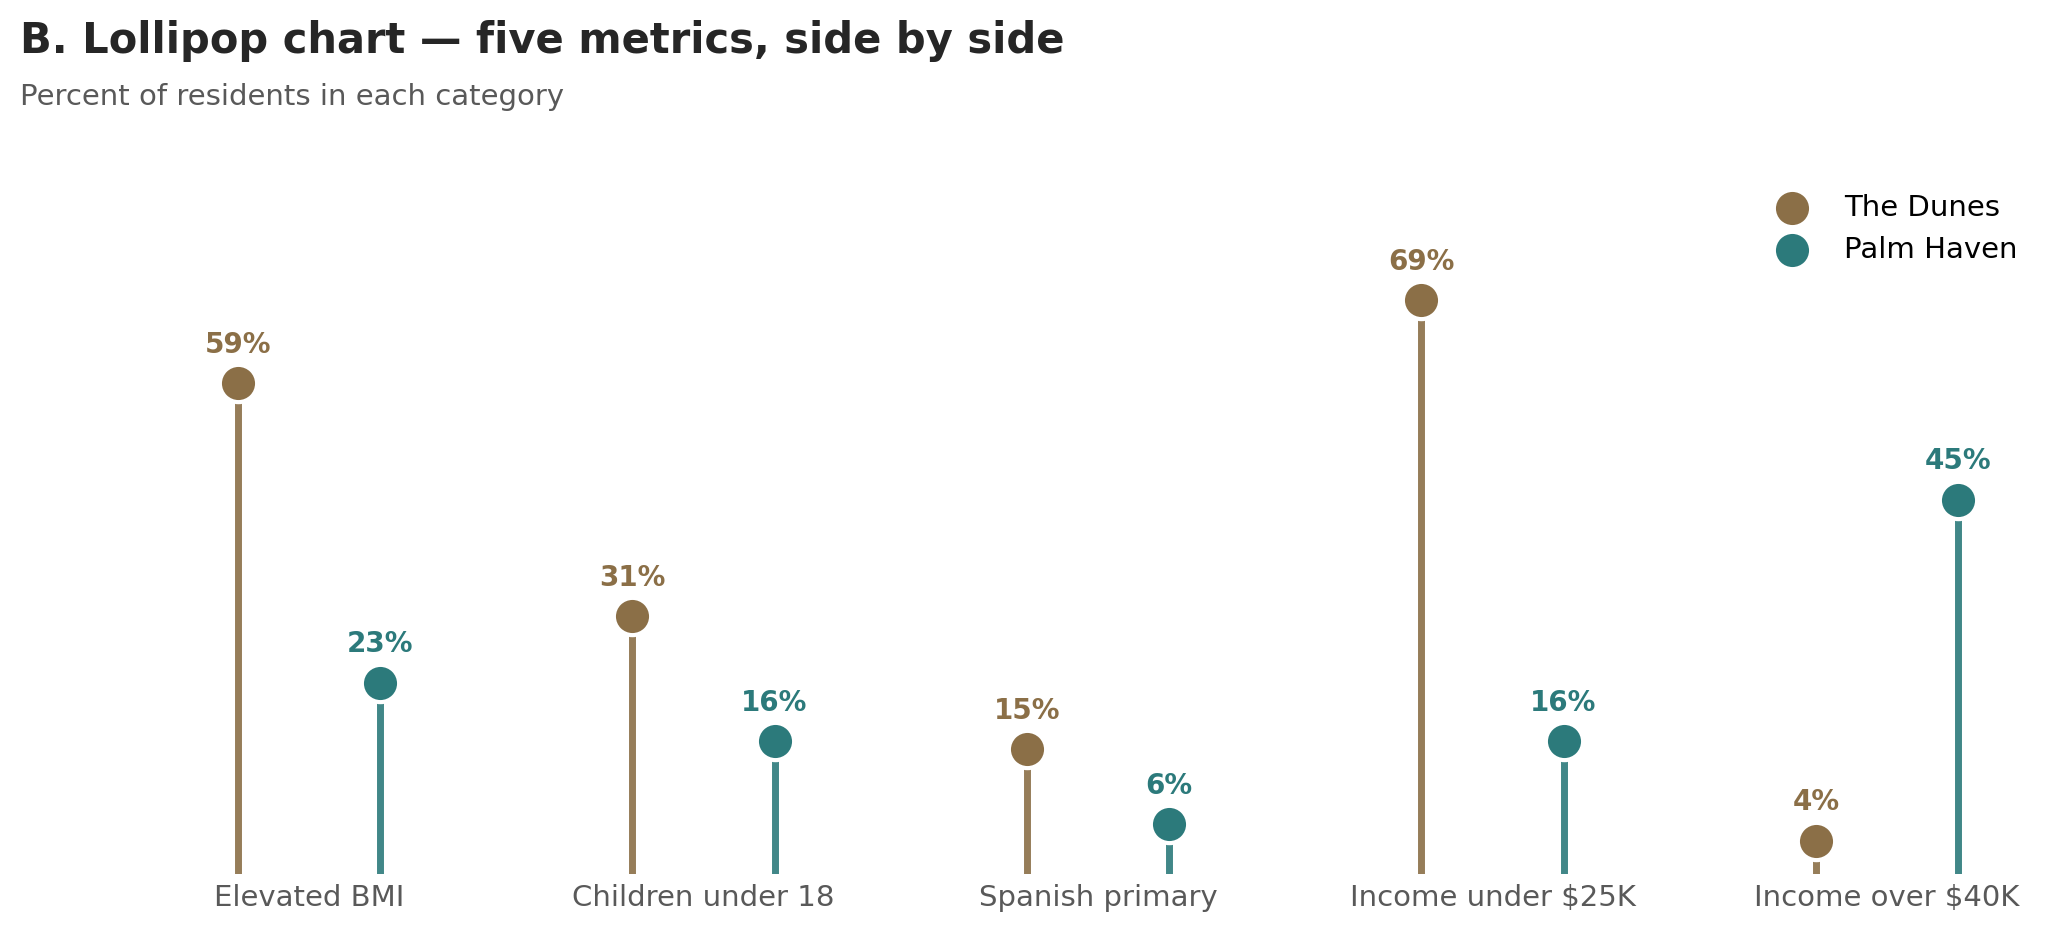 B. Lollipop chart — five metrics, side by side
Percent of residents in each category
The Dunes
Palm Haven
59%
23%
31%
16%
15%
6%
69%
16%
4%
45%
Elevated BMI
Children under 18
Spanish primary
Income under $25K
Income over $40K